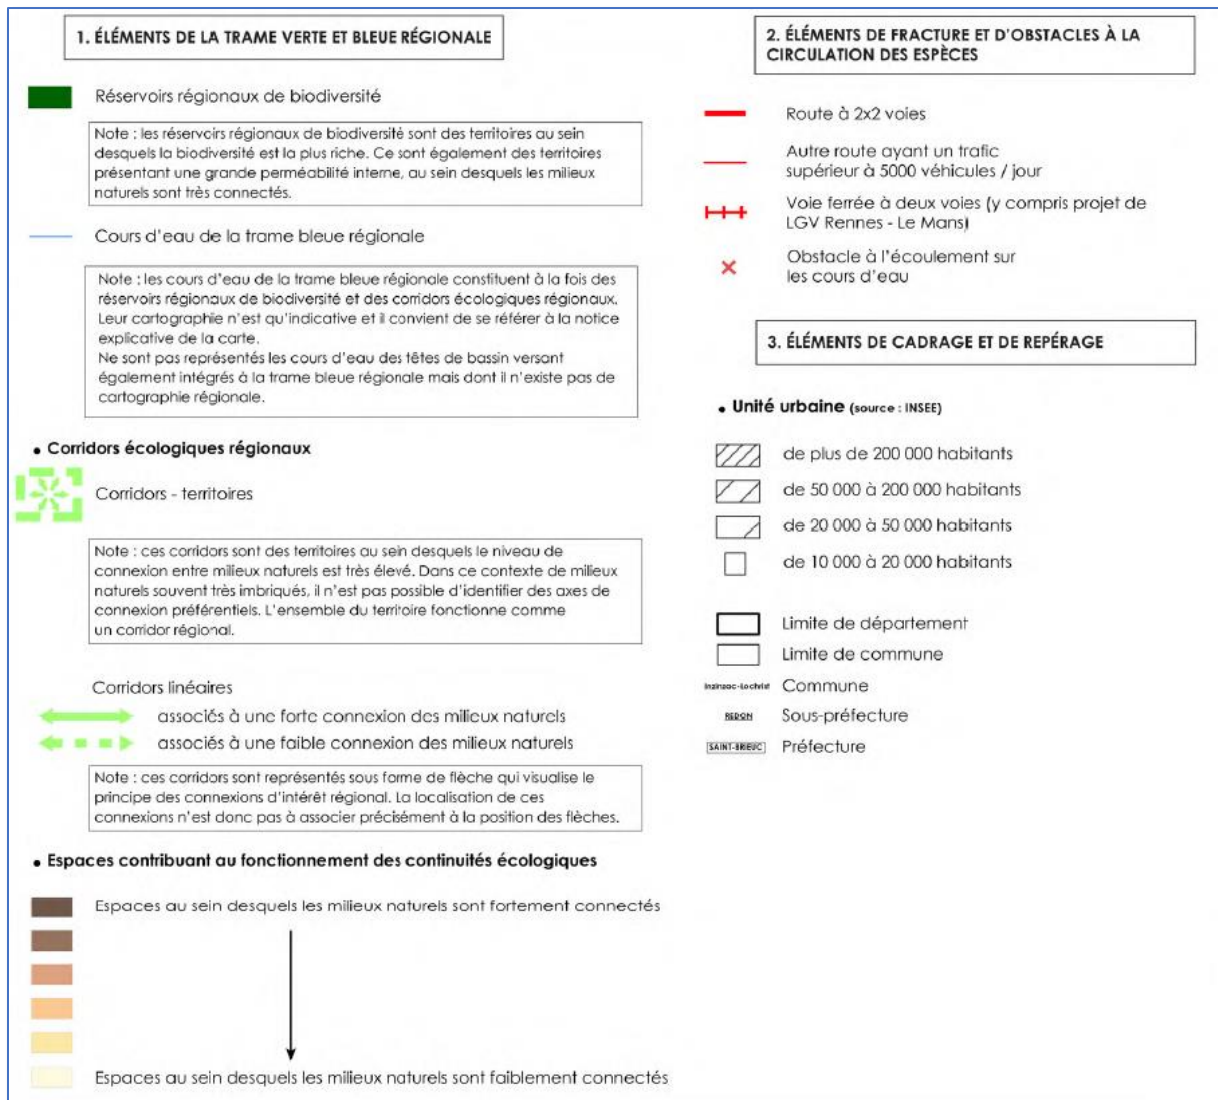 1. ÉLÉMENTS DE LA TRAME VERTE ET BLEUE RÉGIONALE
Réservoirs régionaux de biodiversité
Note : les réservoirs régionaux de biodiversité sont des territoires au sein
desquels la biodiversité est la plus riche. Ce sont également des territoires
présentant une grande perméabilité interne, au sein desquels les milieux
naturels sont très connectés.
Cours d'eau de la trame bleue régionale
Note : les cours d'eau de la trame bleue régionale constituent à la fois des
réservoirs régionaux de biodiversité et des corridors écologiques régionaux.
Leur cartographie n'est qu'indicative et il convient de se référer à la notice
explicative de la carte.
Ne sont pas représentés les cours d'eau des têtes de bassin versant
également intégrés à la trame bleue régionale mais dont il n'existe pas de
cartographie régionale.
• Corridors écologiques régionaux
Corridors - territoires
Note : ces corridors sont des territoires au sein desquels le niveau de
connexion entre milieux naturels est très élevé. Dans ce contexte de milieux
naturels souvent très imbriqués, il n'est pas possible d'identifier des axes de
connexion préférentiels. L'ensemble du territoire fonctionne comme
un corridor régional.
Corridors linéaires
associés à une forte connexion des milieux naturels
associés à une faible connexion des milieux naturels
Note : ces corridors sont représentés sous forme de flèche qui visualise le
principe des connexions d'intérêt régional. La localisation de ces
connexions n'est donc pas à associer précisément à la position des flèches.
• Espaces contribuant au fonctionnement des continuités écologiques
Espaces au sein desquels les milieux naturels sont fortement connectés
Espaces au sein desquels les milieux naturels sont faiblement connectés
2. ÉLÉMENTS DE FRACTURE ET D'OBSTACLES À LA
CIRCULATION DES ESPÈCES
Route à 2x2 voies
Autre route ayant un trafic
supérieur à 5000 véhicules / jour
Voie ferrée à deux voies (y compris projet de
LGV Rennes - Le Mans)
Obstacle à l'écoulement sur
les cours d'eau
3. ÉLÉMENTS DE CADRAGE ET DE REPÉRAGE
• Unité urbaine (source : INSEE)
de plus de 200 000 habitants
de 50 000 à 200 000 habitants
de 20 000 à 50 000 habitants
de 10 000 à 20 000 habitants
Limite de département
Limite de commune
Inzinzac-Lochrist Commune
REDON Sous-préfecture
SAINT-BRIEUC Préfecture